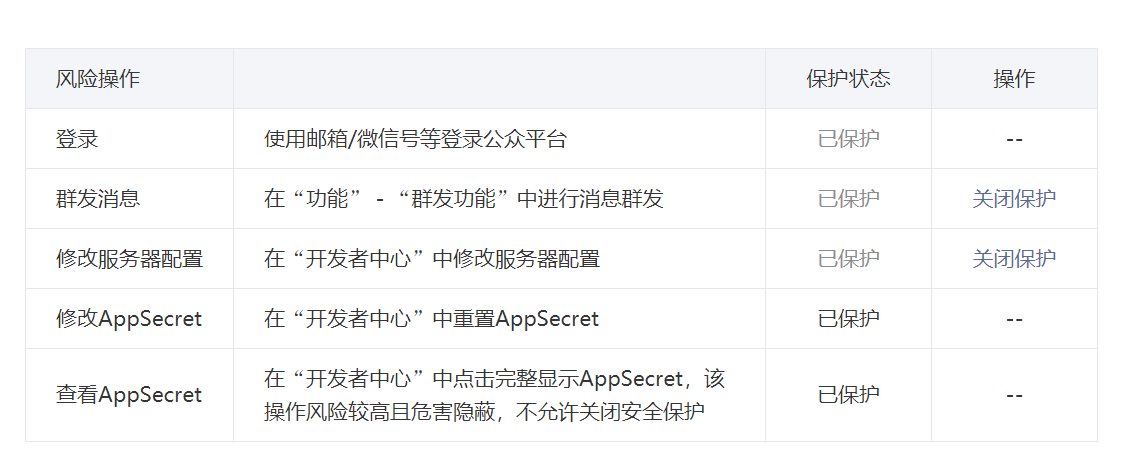 风险操作 保护状态 操作
登录 使用邮箱/微信号等登录公众平台 已保护 --
群发消息 在“功能” - “群发功能”中进行消息群发 已保护 关闭保护
修改服务器配置 在“开发者中心”中修改服务器配置 已保护 关闭保护
修改AppSecret 在“开发者中心”中重置AppSecret 已保护 --
查看AppSecret 在“开发者中心”中点击完整显示AppSecret，该
操作风险较高且危害隐蔽，不允许关闭安全保护 已保护 --